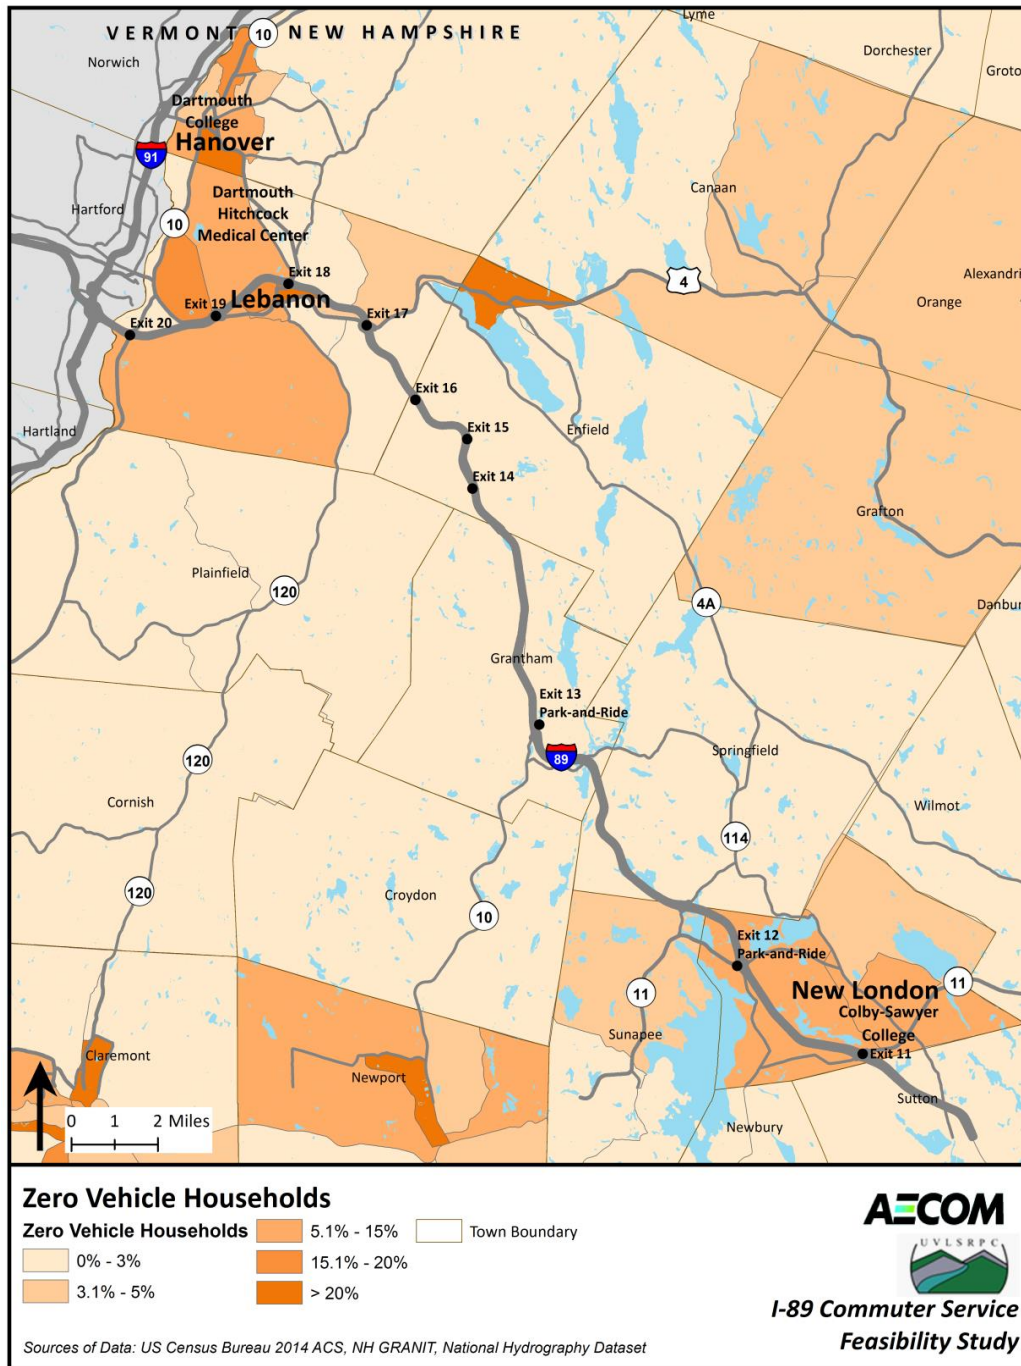 VERMONT
NEW HAMPSHIRE
10
Lyme
Norwich
Dorchester
Dartmouth
College
Hanover
91
Canaan
Dartmouth
Hitchcock
Medical Center
Hartford
10
Exit 18
4
Orange
Exit 19
Lebanon
Exit 20
Exit 17
Exit 16
Hartland
Exit 15
Enfield
Exit 14
Grafton
Plainfield
120
4A
Grantham
Exit 13
Park-and-Ride
89
Springfield
120
Cornish
Wilmot
114
120
Croydon
10
Exit 12
Park-and-Ride
New London
11
11
Colby-Sawyer
College
Sunapee
Exit 11
Claremont
Newport
Sutton
Newbury
0 1 2 Miles
Zero Vehicle Households
Zero Vehicle Households
0% - 3%
3.1% - 5%
5.1% - 15%
15.1% - 20%
> 20%
Town Boundary
AECOM
UVLSRPC
I-89 Commuter Service
Feasibility Study
Sources of Data: US Census Bureau 2014 ACS, NH GRANIT, National Hydrography Dataset